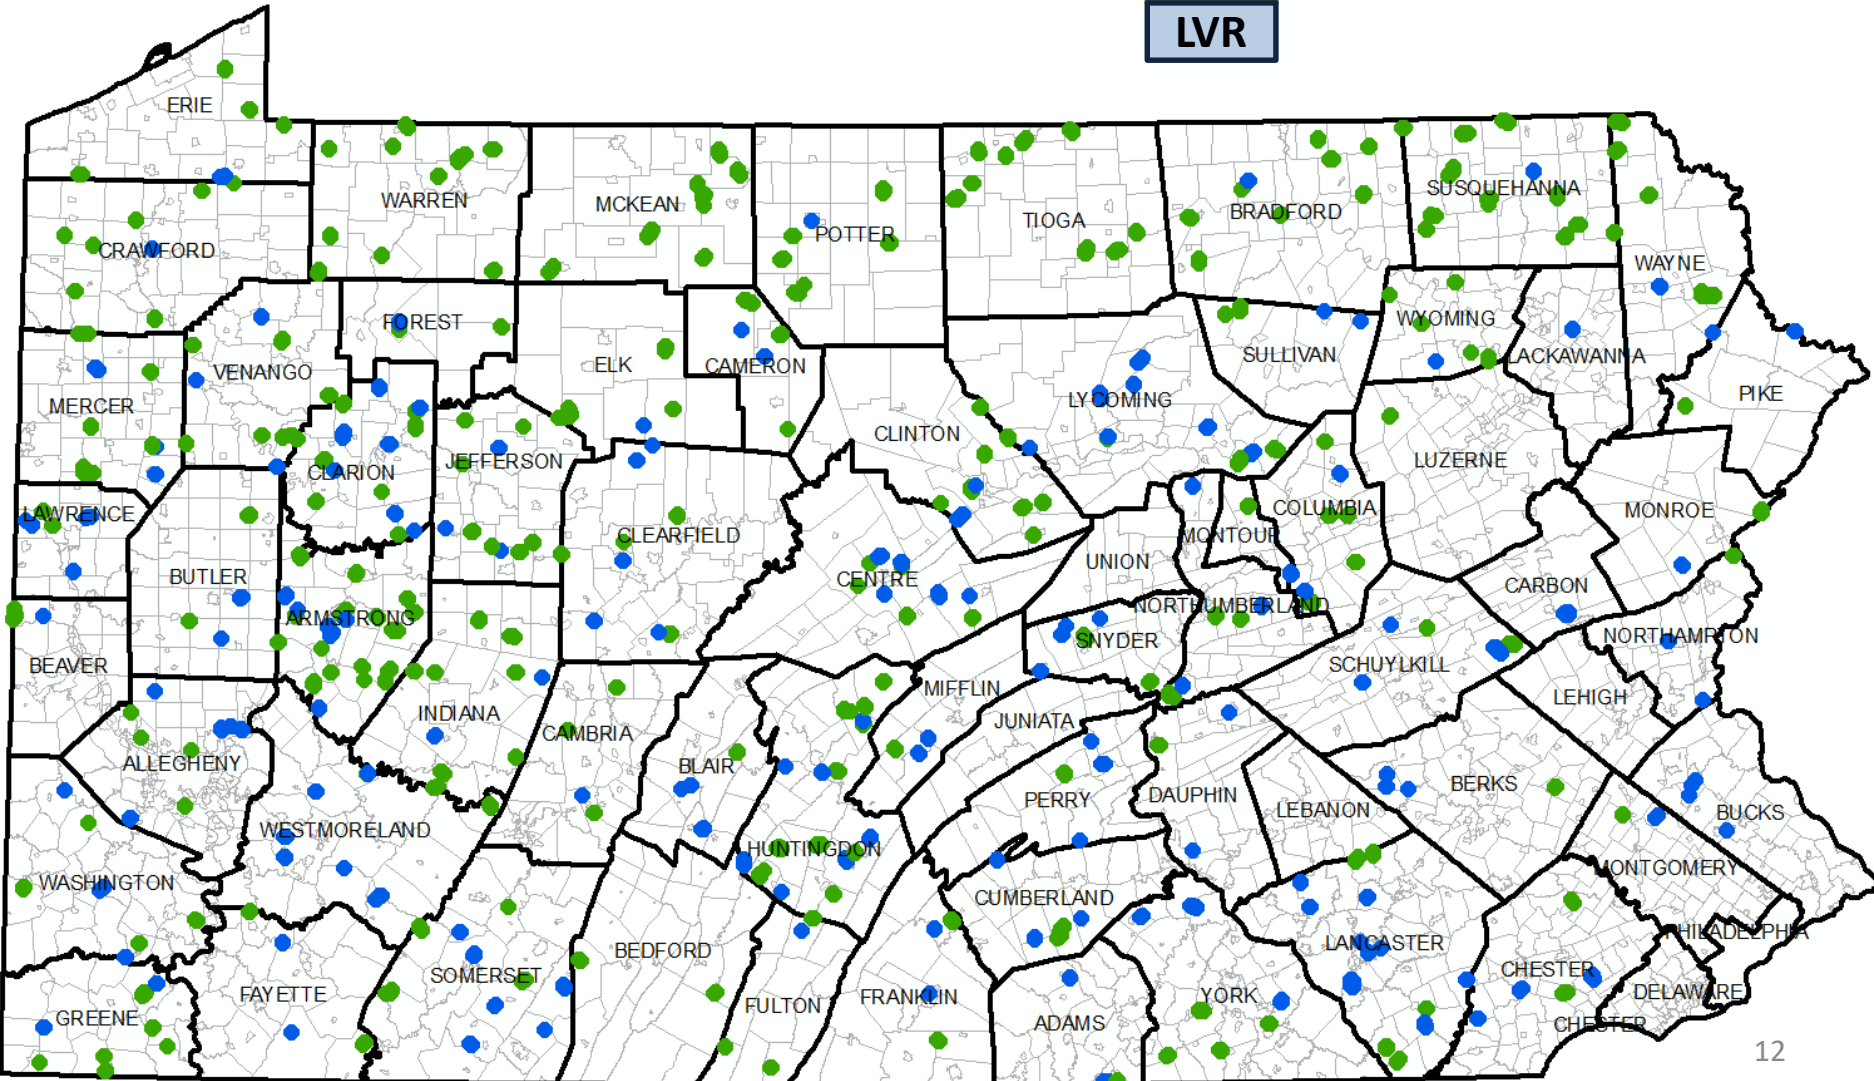 LVR
ERIE
WARREN
MCKEAN
POTTER
TIOGA
BRADFORD
SUSQUEHANNA
CRAWFORD
WAYNE
FOREST
WYOMING
ELK
CAMERON
SULLIVAN
LACKAWANNA
VENANGO
MERCER
LYCOMING
PIKE
CLINTON
CLARION
JEFFERSON
LUZERNE
LAWRENCE
CLEARFIELD
COLUMBIA
MONROE
MONTOUR
UNION
BUTLER
CENTRE
CARBON
ARMSTRONG
NORTHUMBERLAND
SNYDER
NORTHAMPTON
BEAVER
SCHUYLKILL
MIFFLIN
LEHIGH
INDIANA
JUNIATA
CAMBRIA
ALLEGHENY
BLAIR
PERRY
DAUPHIN
BERKS
LEBANON
BUCKS
WESTMORELAND
HUNTINGDON
MONTGOMERY
WASHINGTON
CUMBERLAND
PHILADELPHIA
BEDFORD
LANCASTER
SOMERSET
CHESTER
FAYETTE
FULTON
FRANKLIN
YORK
DELAWARE
GREENE
ADAMS
CHESTER
12